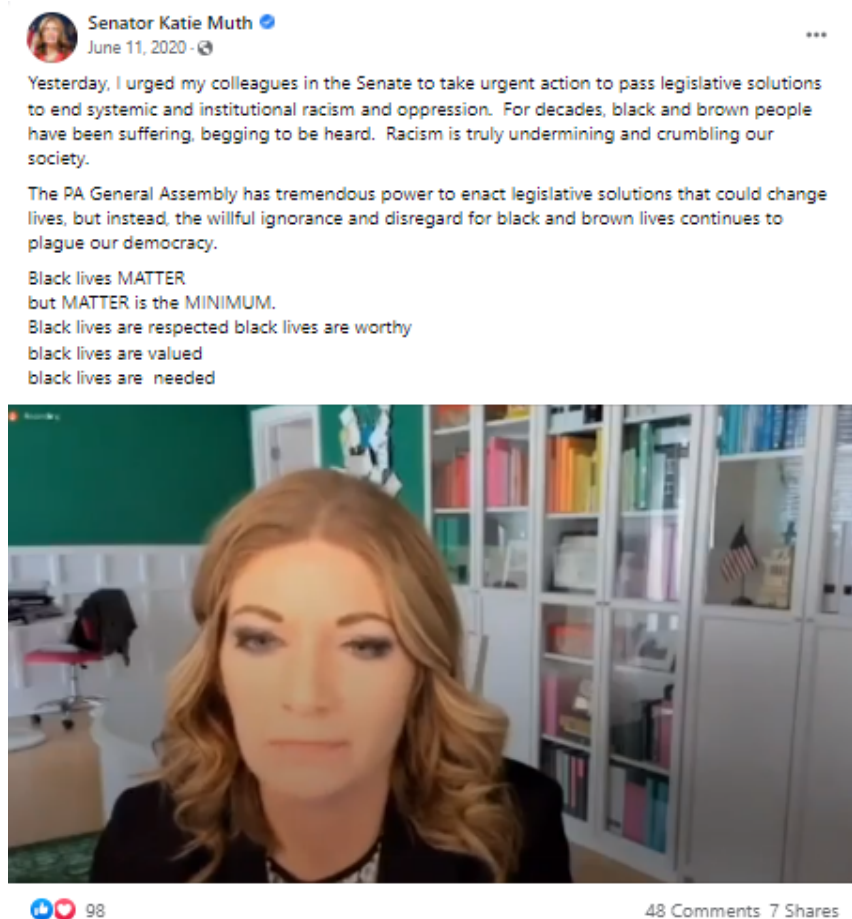 Senator Katie Muth
June 11, 2020 ·
Yesterday, I urged my colleagues in the Senate to take urgent action to pass legislative solutions
to end systemic and institutional racism and oppression.  For decades, black and brown people
have been suffering, begging to be heard.  Racism is truly undermining and crumbling our
society.
The PA General Assembly has tremendous power to enact legislative solutions that could change
lives, but instead, the willful ignorance and disregard for black and brown lives continues to
plague our democracy.
Black lives MATTER
but MATTER is the MINIMUM.
Black lives are respected black lives are worthy
black lives are valued
black lives are  needed
Recording
98
48 Comments 7 Shares